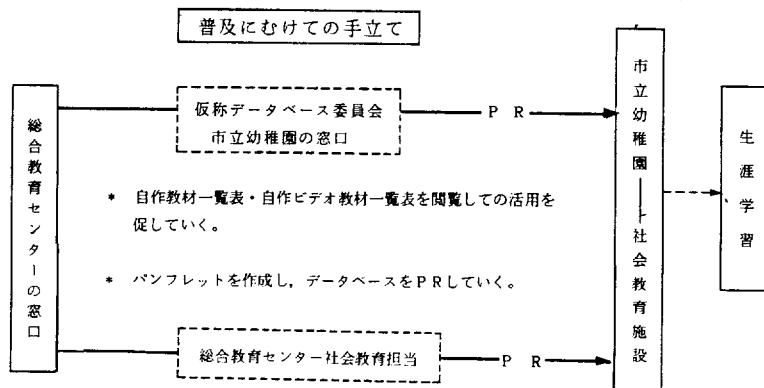 普及にむけての手立て
総合教育センターの窓口
仮称データベース委員会
市立幼稚園の窓口
P R
* 自作教材一覧表・自作ビデオ教材一覧表を閲覧しての活用を
促していく。
* パンフレットを作成し，データベースをPRしていく。
総合教育センター社会教育担当
P R
市立幼稚園――社会教育施設
生涯学習